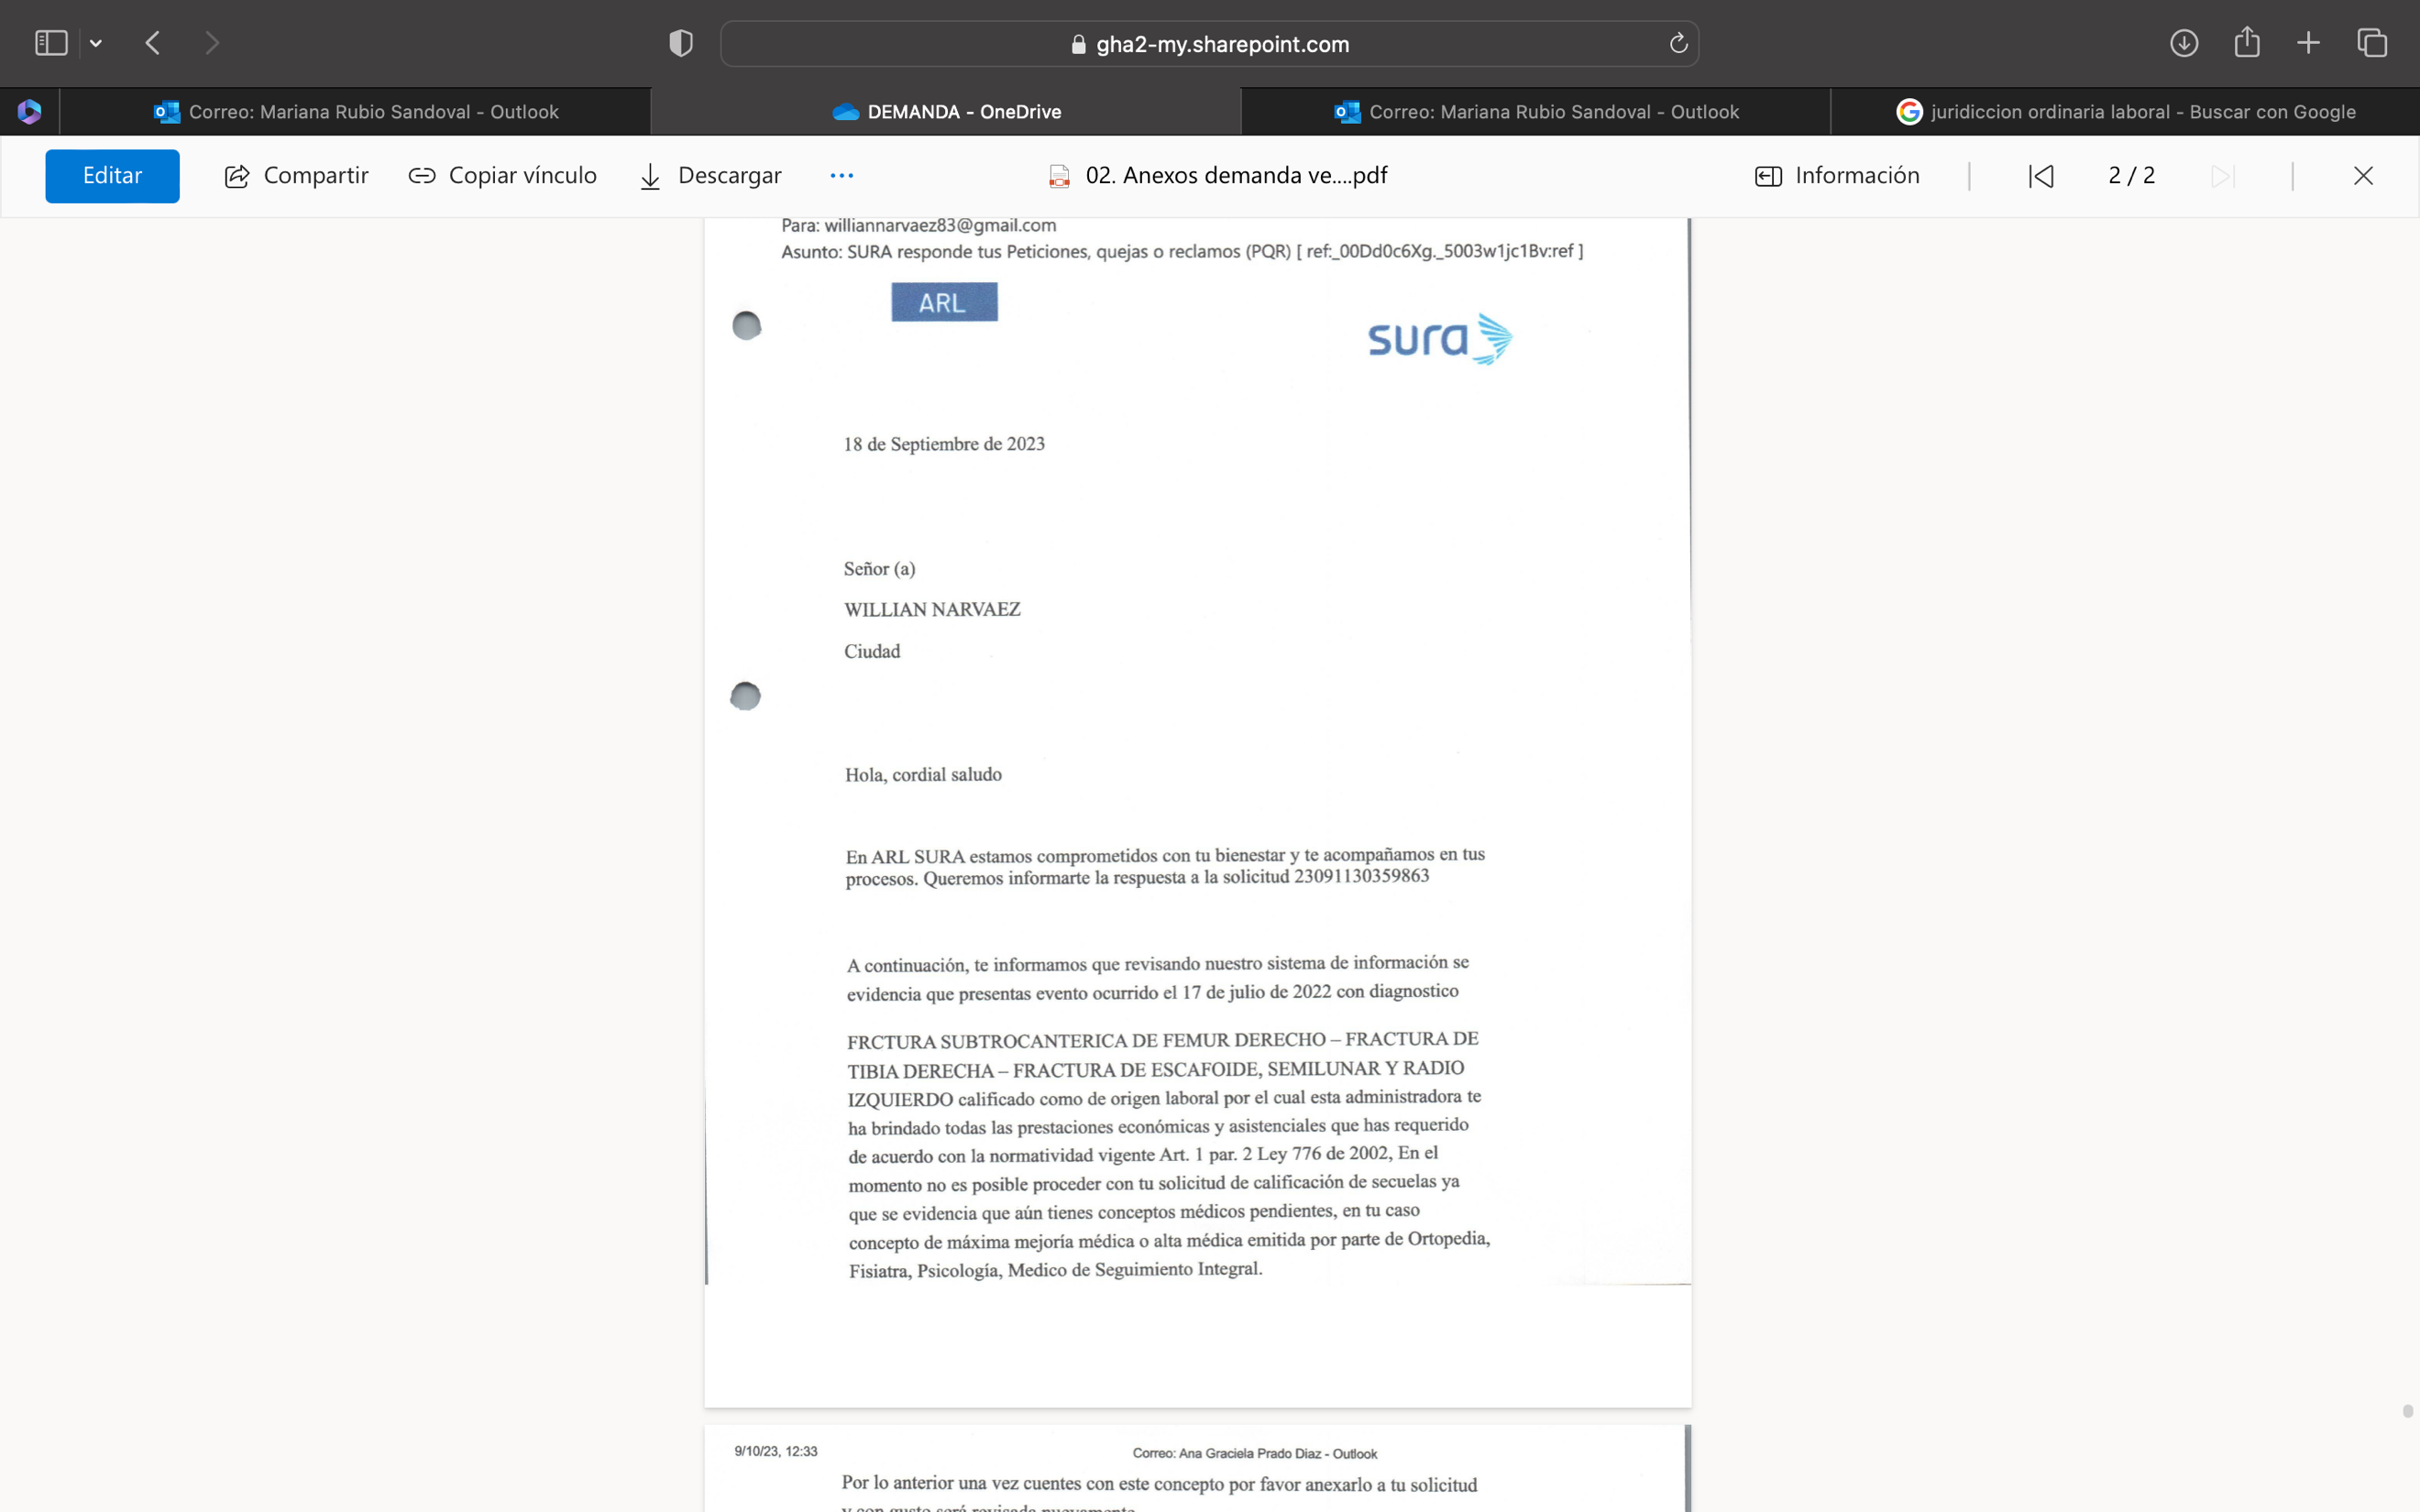 gha2-my.sharepoint.com
Correo: Mariana Rubio Sandoval - Outlook
DEMANDA - OneDrive
Correo: Mariana Rubio Sandoval - Outlook
juridiccion ordinaria laboral - Buscar con Google
Editar
Compartir
Copiar vínculo
Descargar
02. Anexos demanda ve....pdf
Información
2 / 2
Para: williannarvaez83@gmail.com
Asunto: SURA responde tus Peticiones, quejas o reclamos (PQR) [ ref:_00Dd0c6Xg._5003w1jc1Bv:ref ]
ARL
sura
18 de Septiembre de 2023
Señor (a)
WILLIAN NARVAEZ
Ciudad
Hola, cordial saludo
En ARL SURA estamos comprometidos con tu bienestar y te acompañamos en tus
procesos. Queremos informarte la respuesta a la solicitud 23091130359863
A continuación, te informamos que revisando nuestro sistema de información se
evidencia que presentas evento ocurrido el 17 de julio de 2022 con diagnostico
FRCTURA SUBTROCANTERICA DE FEMUR DERECHO – FRACTURA DE
TIBIA DERECHA – FRACTURA DE ESCAFOIDE, SEMILUNAR Y RADIO
IZQUIERDO calificado como de origen laboral por el cual esta administradora te
ha brindado todas las prestaciones económicas y asistenciales que has requerido
de acuerdo con la normatividad vigente Art. 1 par. 2 Ley 776 de 2002, En el
momento no es posible proceder con tu solicitud de calificación de secuelas ya
que se evidencia que aún tienes conceptos médicos pendientes, en tu caso
concepto de máxima mejoría médica o alta médica emitida por parte de Ortopedia,
Fisiatra, Psicología, Medico de Seguimiento Integral.
9/10/23, 12:33
Correo: Ana Graciela Prado Diaz - Outlook
Por lo anterior una vez cuentes con este concepto por favor anexarlo a tu solicitud
y con gusto será revisada nuevamente